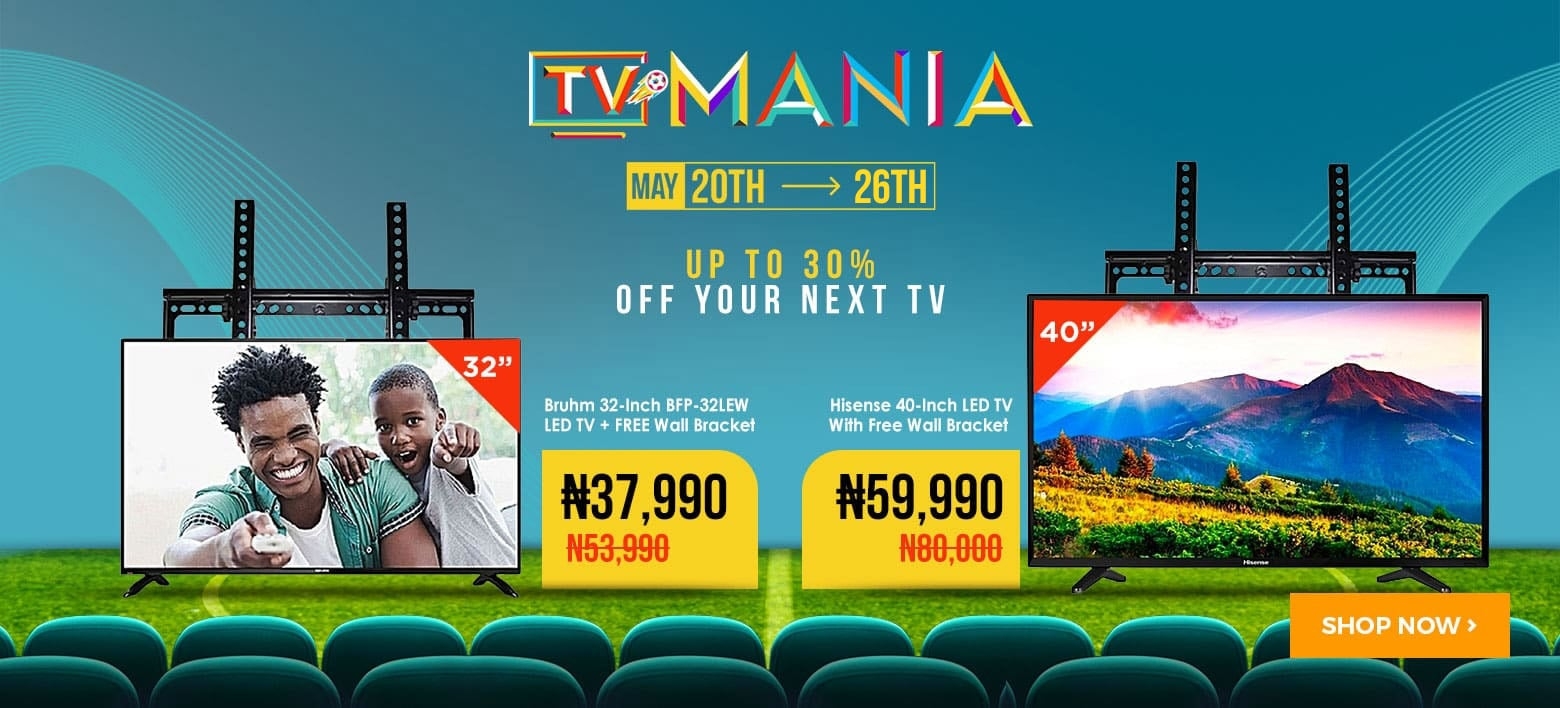 TV MANIA
MAY 20TH → 26TH
UP TO 30%
OFF YOUR NEXT TV
32”
Bruhm 32-Inch BFP-32LEW
LED TV + FREE Wall Bracket
₦37,990
₦53,990
40”
Hisense 40-Inch LED TV
With Free Wall Bracket
₦59,990
₦80,000
Hisense
SHOP NOW ›